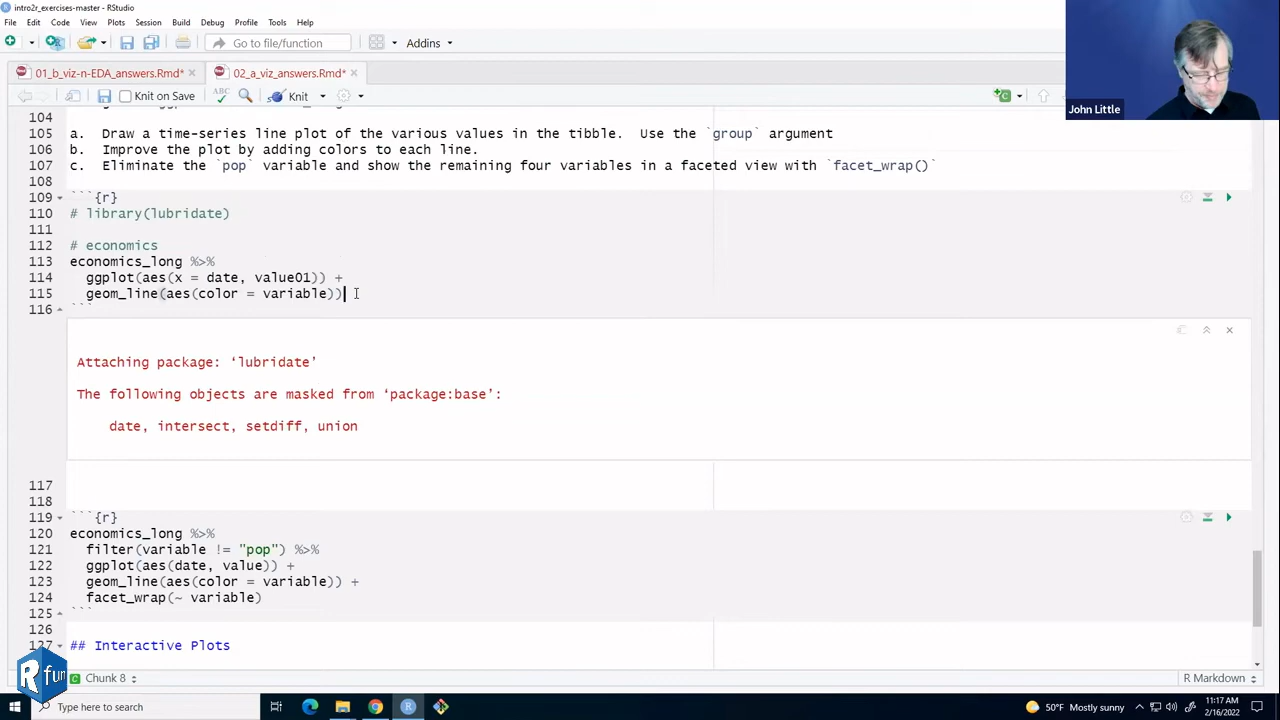 intro2r_exercises-master - RStudio
File Edit Code View Plots Session Build Debug Profile Tools Help
Go to file/function Addins
01_b_viz-n-EDA_answers.Rmd* 02_a_viz_answers.Rmd*
Knit on Save ABC Knit
John Little
104
105 a. Draw a time-series line plot of the various values in the tibble. Use the `group` argument
106 b. Improve the plot by adding colors to each line.
107 c. Eliminate the `pop` variable and show the remaining four variables in a faceted view with `facet_wrap()`
108
109 ```{r}
110 # library(lubridate)
111
112 # economics
113 economics_long %>%
114 ggplot(aes(x = date, value01)) +
115 geom_line(aes(color = variable))
116 ```
Attaching package: ‘lubridate’
The following objects are masked from ‘package:base’:
date, intersect, setdiff, union
117
118
119 ```{r}
120 economics_long %>%
121 filter(variable != "pop") %>%
122 ggplot(aes(date, value)) +
123 geom_line(aes(color = variable)) +
124 facet_wrap(~ variable)
125 ```
126
127 ## Interactive Plots
R fun
Chunk 8 R Markdown
Type here to search 50°F Mostly sunny 11:17 AM
2/16/2022